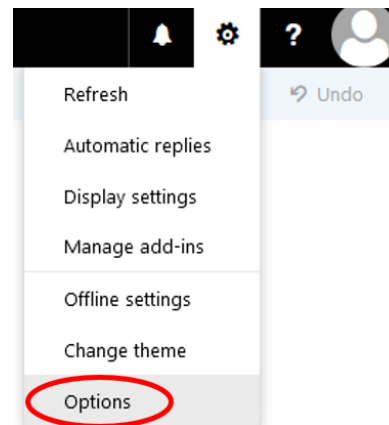 ?
Refresh
Undo
Automatic replies
Display settings
Manage add-ins
Offline settings
Change theme
Options